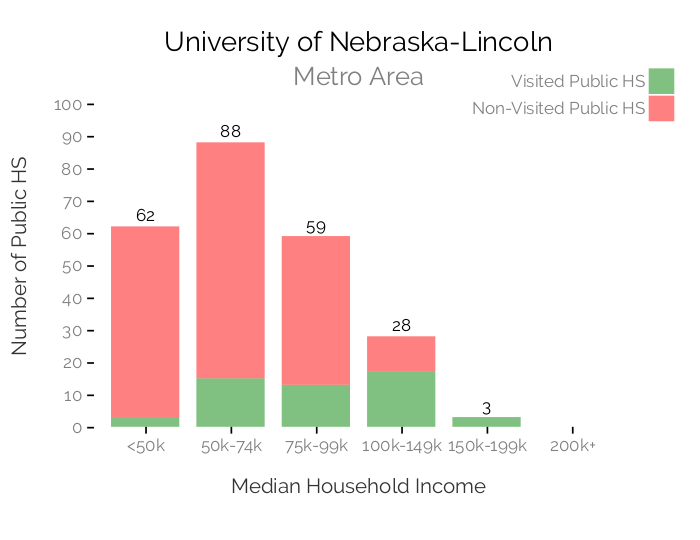 University of Nebraska-Lincoln
Metro Area
Visited Public HS
Non-Visited Public HS
Number of Public HS
100
90
80
70
60
50
40
30
20
10
0
62
88
59
28
3
<50k
50k-74k
75k-99k
100k-149k
150k-199k
200k+
Median Household Income